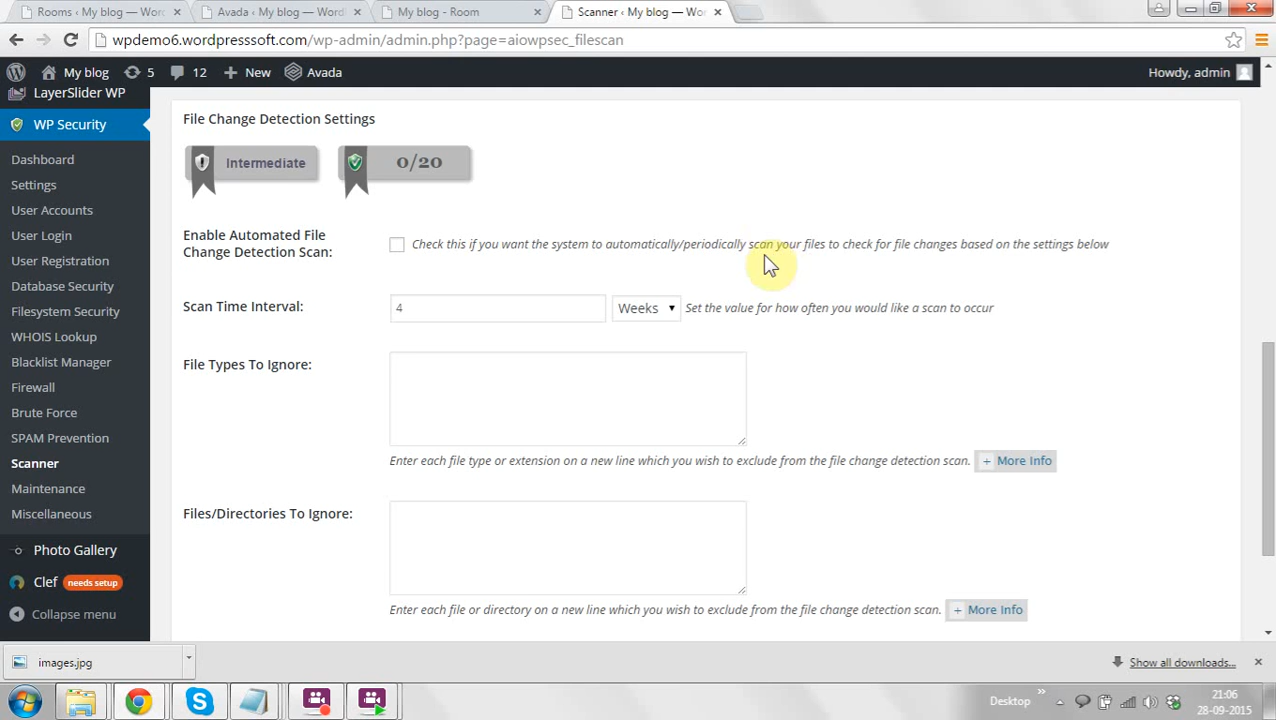 Rooms ‹ My blog — Worc
Avada ‹ My blog — Word
My blog - Room
Scanner ‹ My blog — Wor
wpdemo6.wordpresssoft.com/wp-admin/admin.php?page=aiowpsec_filescan
My blog
5
12
New
Avada
Howdy, admin
LayerSlider WP
WP Security
Dashboard
Settings
User Accounts
User Login
User Registration
Database Security
Filesystem Security
WHOIS Lookup
Blacklist Manager
Firewall
Brute Force
SPAM Prevention
Scanner
Maintenance
Miscellaneous
Photo Gallery
Clef needs setup
Collapse menu
File Change Detection Settings
Intermediate
0/20
Enable Automated File
Change Detection Scan:
Check this if you want the system to automatically/periodically scan your files to check for file changes based on the settings below
Scan Time Interval:
4
Weeks
Set the value for how often you would like a scan to occur
File Types To Ignore:
Enter each file type or extension on a new line which you wish to exclude from the file change detection scan.
+ More Info
Files/Directories To Ignore:
Enter each file or directory on a new line which you wish to exclude from the file change detection scan.
+ More Info
images.jpg
Show all downloads...
Desktop
21:06
28-09-2015